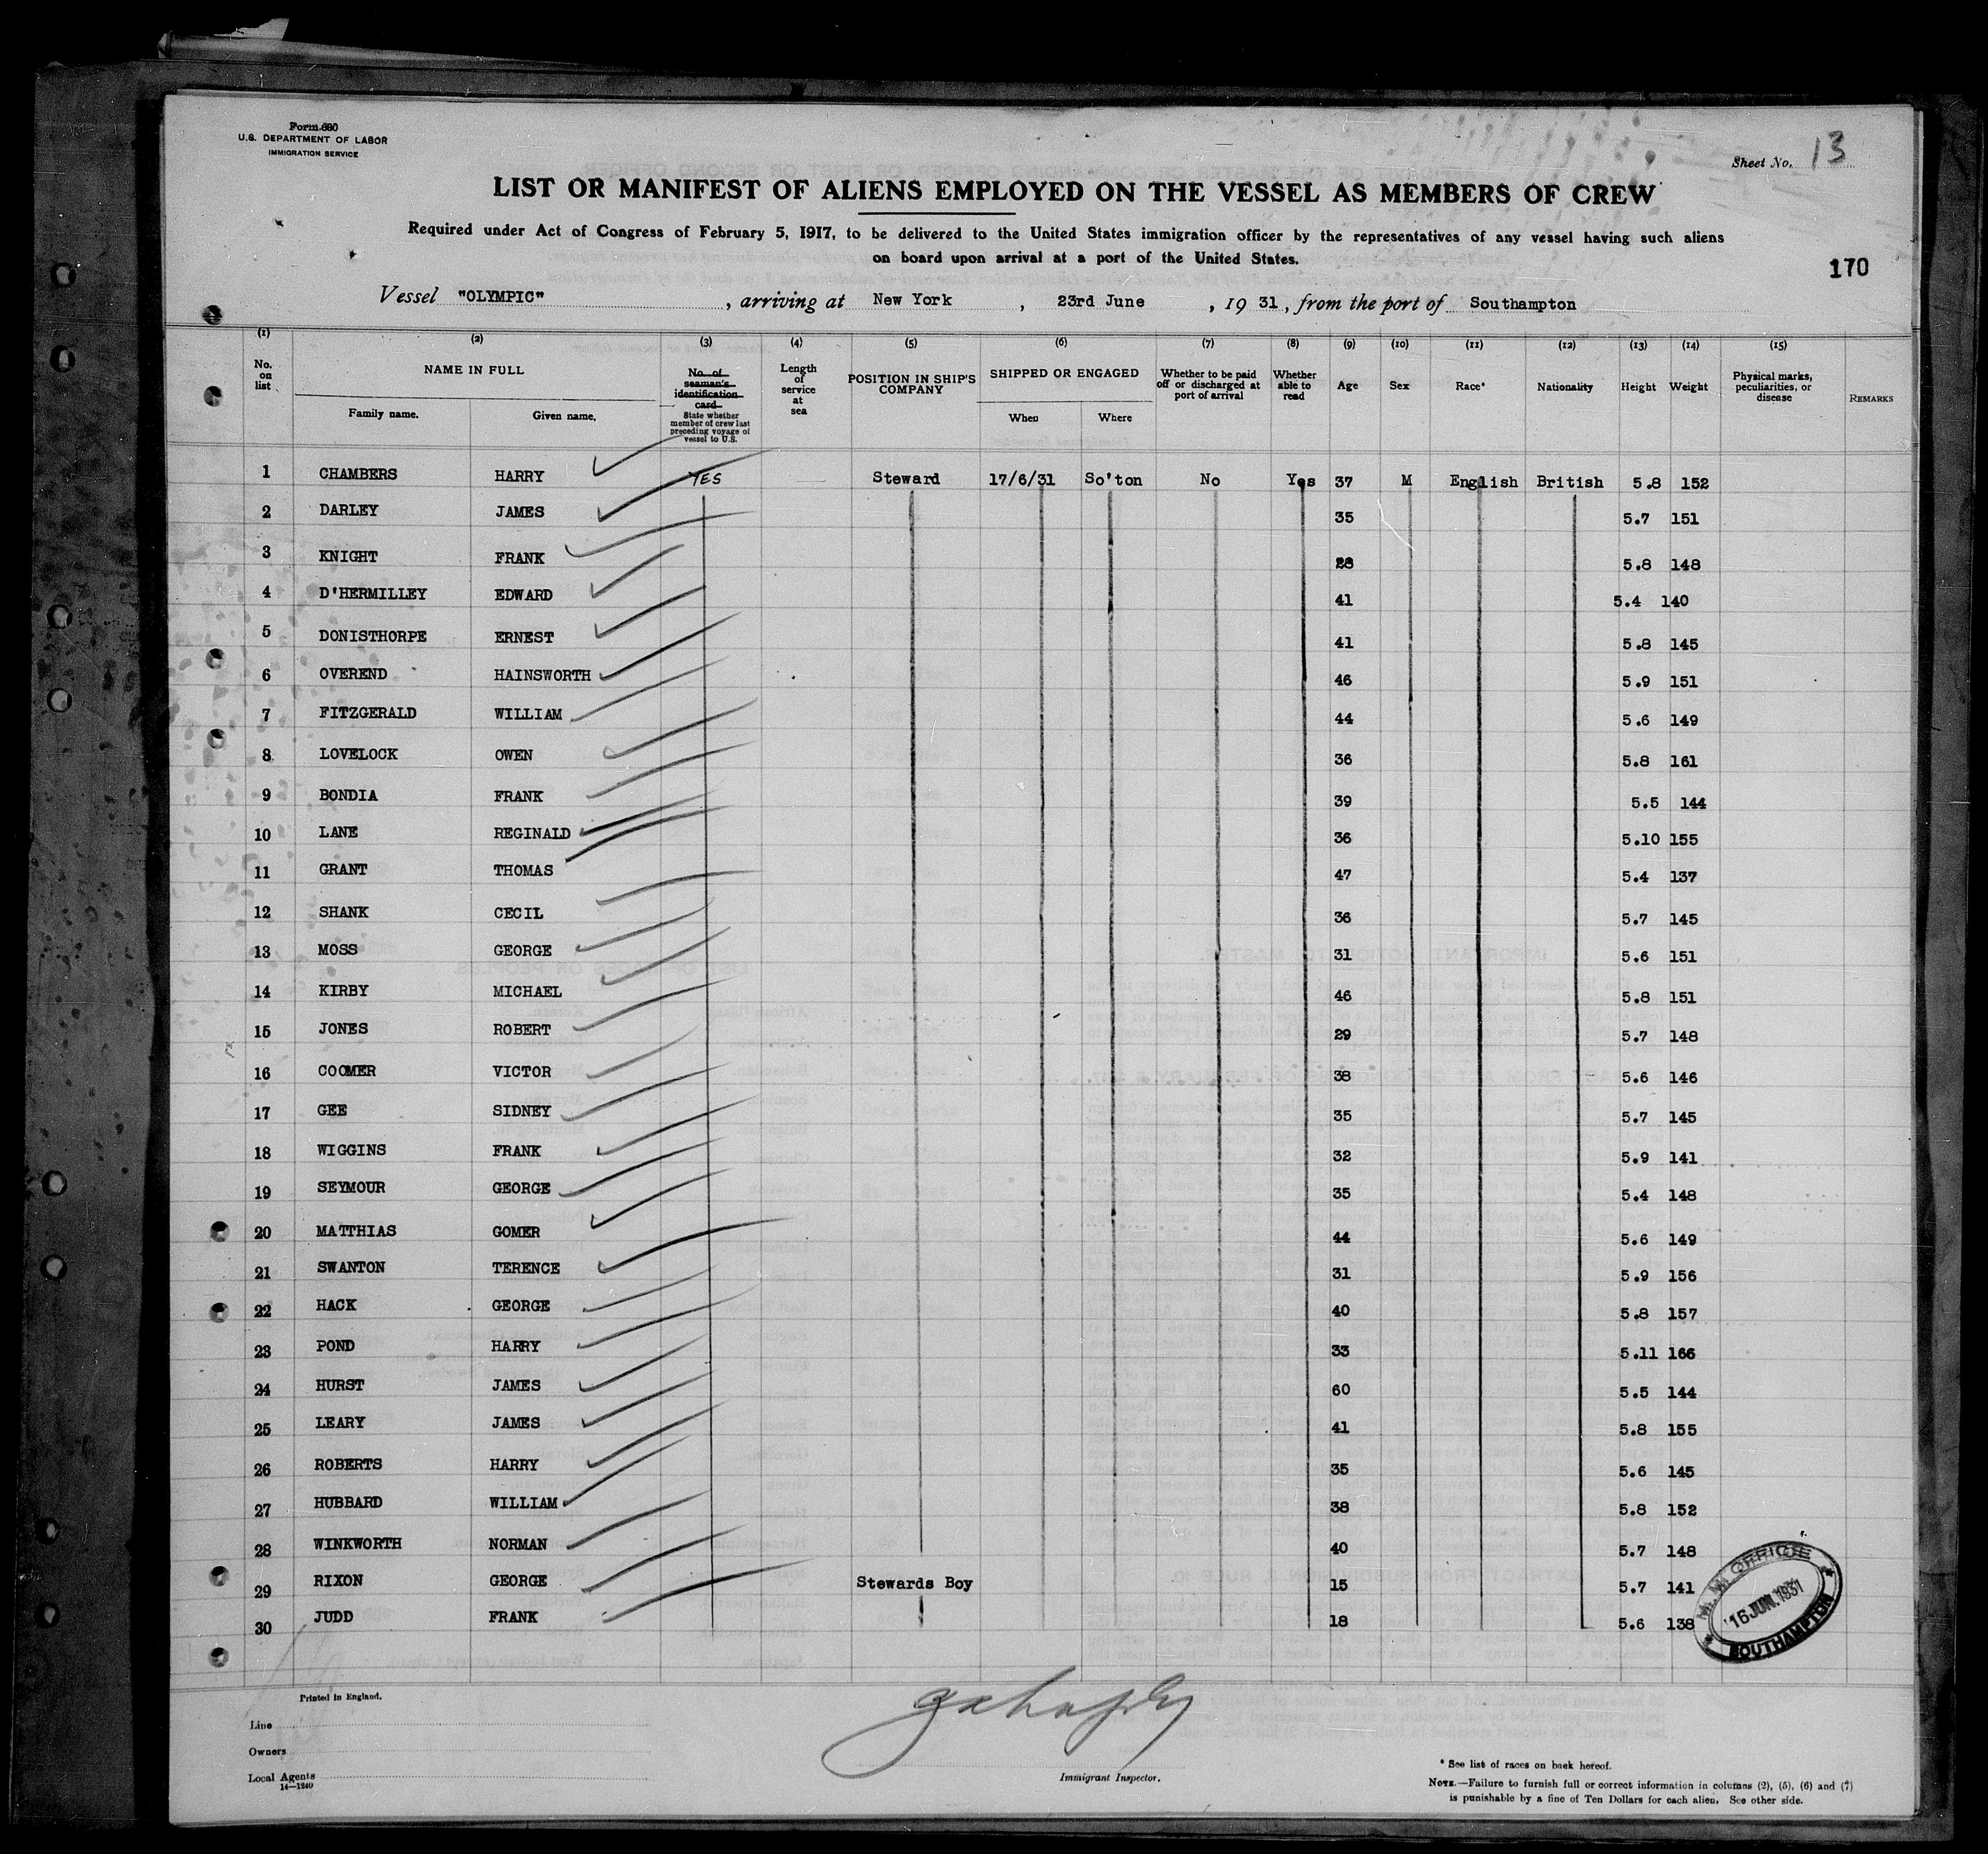 Form 680
U.S. DEPARTMENT OF LABOR
IMMIGRATION SERVICE
Sheet No. 13
LIST OR MANIFEST OF ALIENS EMPLOYED ON THE VESSEL AS MEMBERS OF CREW
Required under Act of Congress of February 5, 1917, to be delivered to the United States immigration officer by the representatives of any vessel having such aliens
on board upon arrival at a port of the United States.
170
Vessel "OLYMPIC", arriving at New York, 23rd June, 1931, from the port of Southampton
(1) (2) (3) (4) (5) (6) (7) (8) (9) (10) (11) (12) (13) (14) (15)
No. on list
NAME IN FULL
Family name. Given name.
No. of seaman's identification card
State whether member of crew last preceding voyage of vessel to U.S.
Length of service at sea
POSITION IN SHIP'S COMPANY
SHIPPED OR ENGAGED
When Where
Whether to be paid off or discharged at port of arrival
Whether able to read
Age
Sex
Race*
Nationality
Height
Weight
Physical marks, peculiarities, or disease
REMARKS
1 CHAMBERS HARRY YES Steward 17/6/31 So'ton No Yes 37 M English British 5.8 152
2 DARLEY JAMES 35 5.7 151
3 KNIGHT FRANK 28 5.8 148
4 D'HERMILLEY EDWARD 41 5.4 140
5 DONISTHORPE ERNEST 41 5.8 145
6 OVEREND HAINSWORTH 46 5.9 151
7 FITZGERALD WILLIAM 44 5.6 149
8 LOVELOCK OWEN 36 5.8 161
9 BONDIA FRANK 39 5.5 144
10 LANE REGINALD 36 5.10 155
11 GRANT THOMAS 47 5.4 137
12 SHANK CECIL 36 5.7 145
13 MOSS GEORGE 31 5.6 151
14 KIRBY MICHAEL 46 5.8 151
15 JONES ROBERT 29 5.7 148
16 COOMER VICTOR 38 5.6 146
17 GEE SIDNEY 35 5.7 145
18 WIGGINS FRANK 32 5.9 141
19 SEYMOUR GEORGE 35 5.4 148
20 MATTHIAS GOMER 44 5.6 149
21 SWANTON TERENCE 31 5.9 156
22 HACK GEORGE 40 5.8 157
23 POND HARRY 33 5.11 166
24 HURST JAMES 60 5.5 144
25 LEARY JAMES 41 5.8 155
26 ROBERTS HARRY 35 5.6 145
27 HUBBARD WILLIAM 38 5.8 152
28 WINKWORTH NORMAN 40 5.7 148
29 RIXON GEORGE Stewards Boy 15 5.7 141
30 JUDD FRANK 18 5.6 138
M.M. OFFICE
16 JUN. 1931
SOUTHAMPTON
Printed in England.
Line
Owners
Local Agents
14—1240
Immigrant Inspector.
* See list of races on back hereof.
NOTE.—Failure to furnish full or correct information in columns (2), (5), (6) and (7)
is punishable by a fine of Ten Dollars for each alien. See other side.